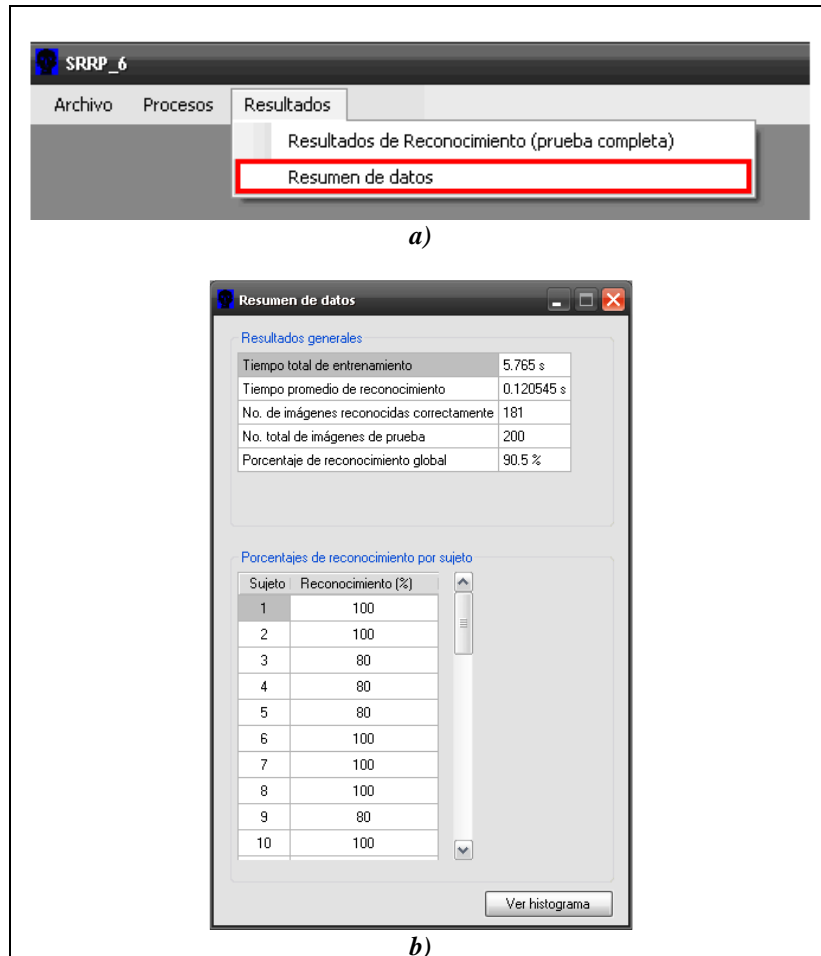 SRRP_6
Archivo Procesos Resultados
Resultados de Reconocimiento (prueba completa)
Resumen de datos
a)
Resumen de datos
Resultados generales
Tiempo total de entrenamiento 5.765 s
Tiempo promedio de reconocimiento 0.120545 s
No. de imágenes reconocidas correctamente 181
No. total de imágenes de prueba 200
Porcentaje de reconocimiento global 90.5 %
Porcentajes de reconocimiento por sujeto
Sujeto Reconocimiento (%)
1 100
2 100
3 80
4 80
5 80
6 100
7 100
8 100
9 80
10 100
Ver histograma
b)